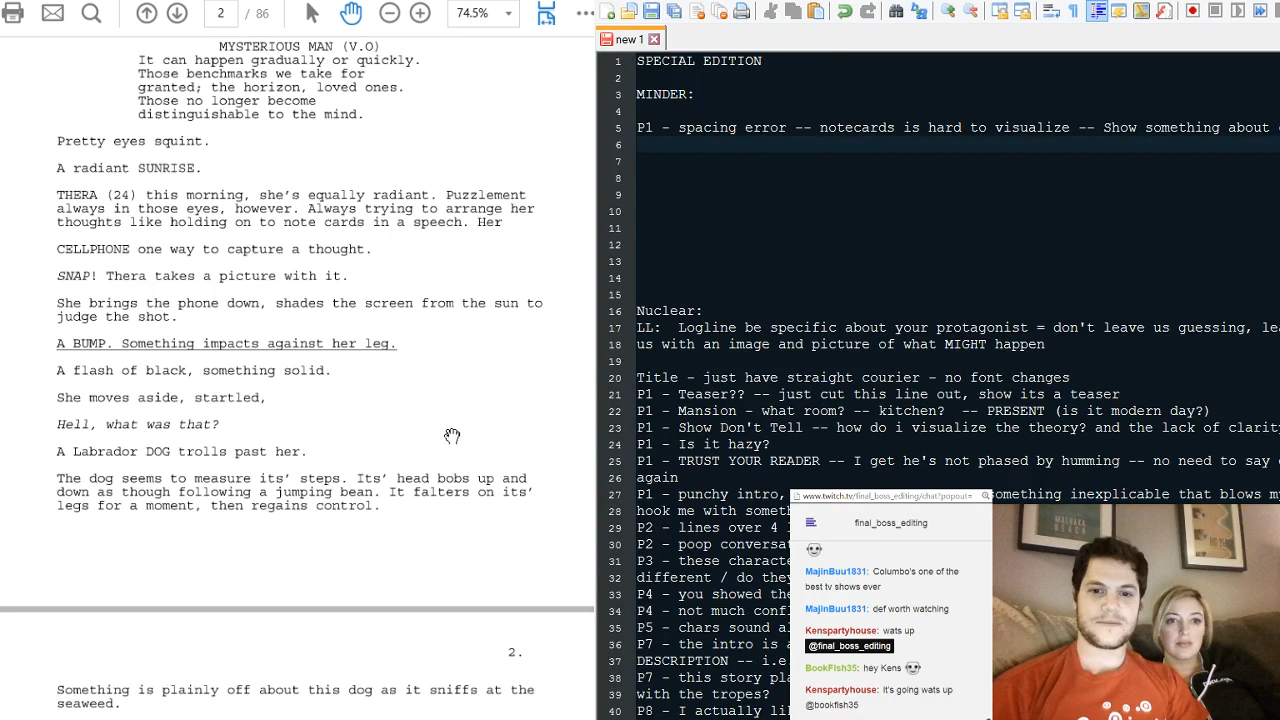 2 / 86
74.5%
MYSTERIOUS MAN (V.O)
It can happen gradually or quickly.
Those benchmarks we take for
granted; the horizon, loved ones.
Those no longer become
distinguishable to the mind.
Pretty eyes squint.
A radiant SUNRISE.
THERA (24) this morning, she's equally radiant. Puzzlement
always in those eyes, however. Always trying to arrange her
thoughts like holding on to note cards in a speech. Her
CELLPHONE one way to capture a thought.
SNAP! Thera takes a picture with it.
She brings the phone down, shades the screen from the sun to
judge the shot.
A BUMP. Something impacts against her leg.
A flash of black, something solid.
She moves aside, startled,
Hell, what was that?
A Labrador DOG trolls past her.
The dog seems to measure its' steps. Its' head bobs up and
down as though following a jumping bean. It falters on its'
legs for a moment, then regains control.
2.
Something is plainly off about this dog as it sniffs at the
seaweed.
new 1
1 SPECIAL EDITION
2
3 MINDER:
4
5 P1 - spacing error -- notecards is hard to visualize -- Show something about
6
7
8
9
10
11
12
13
14
15
16 Nuclear:
17 LL: Logline be specific about your protagonist = don't leave us guessing, le
18 us with an image and picture of what MIGHT happen
19
20 Title - just have straight courier - no font changes
21 P1 - Teaser?? -- just cut this line out, show its a teaser
22 P1 - Mansion - what room? -- kitchen? -- PRESENT (is it modern day?)
23 P1 - Show Don't Tell -- how do i visualize the theory? and the lack of clarit
24 P1 - Is it hazy?
25 P1 - TRUST YOUR READER -- I get he's not phased by humming -- no need to say
26 again
27 P1 - punchy intro, omething inexplicable that blows my
28 hook me with someth
29 P2 - lines over 4
30 P2 - poop conversat
31 P3 - these characte
32 different / do they
33 P4 - you showed the
34 P4 - not much confl
35 P5 - chars sound al
36 P7 - the intro is a
37 DESCRIPTION -- i.e.
38 P7 - this story pla
39 with the tropes?
40 P8 - I actually lik
www.twitch.tv/final_boss_editing/chat?popout=
final_boss_editing
MajinBuu1831: Columbo's one of the
best tv shows ever
MajinBuu1831: def worth watching
Kenspartyhouse: wats up
@final_boss_editing
BookFish35: hey Kens
Kenspartyhouse: It's going wats up
@bookfish35